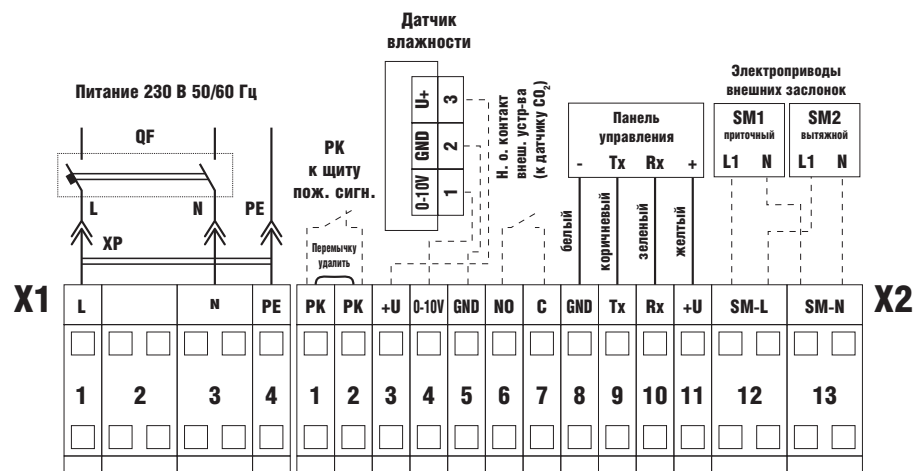 Датчик
влажности
Питание 230 В 50/60 Гц
QF
L
N
PE
XP
РК
к щиту
пож. сигн.
Перемычку
удалить
U+
3
GND
2
0-10V
1
Н. о. контакт
внеш. устр-ва
(к датчику CO2)
Панель
управления
- Tx Rx +
белый
коричневый
зеленый
желтый
Электроприводы
внешних заслонок
SM1
приточный
L1 N
SM2
вытяжной
L1 N
X1
L N PE
PK PK +U 0-10V GND NO C GND Tx Rx +U SM-L SM-N
X2
1 2 3 4
1 2 3 4 5 6 7 8 9 10 11 12 13